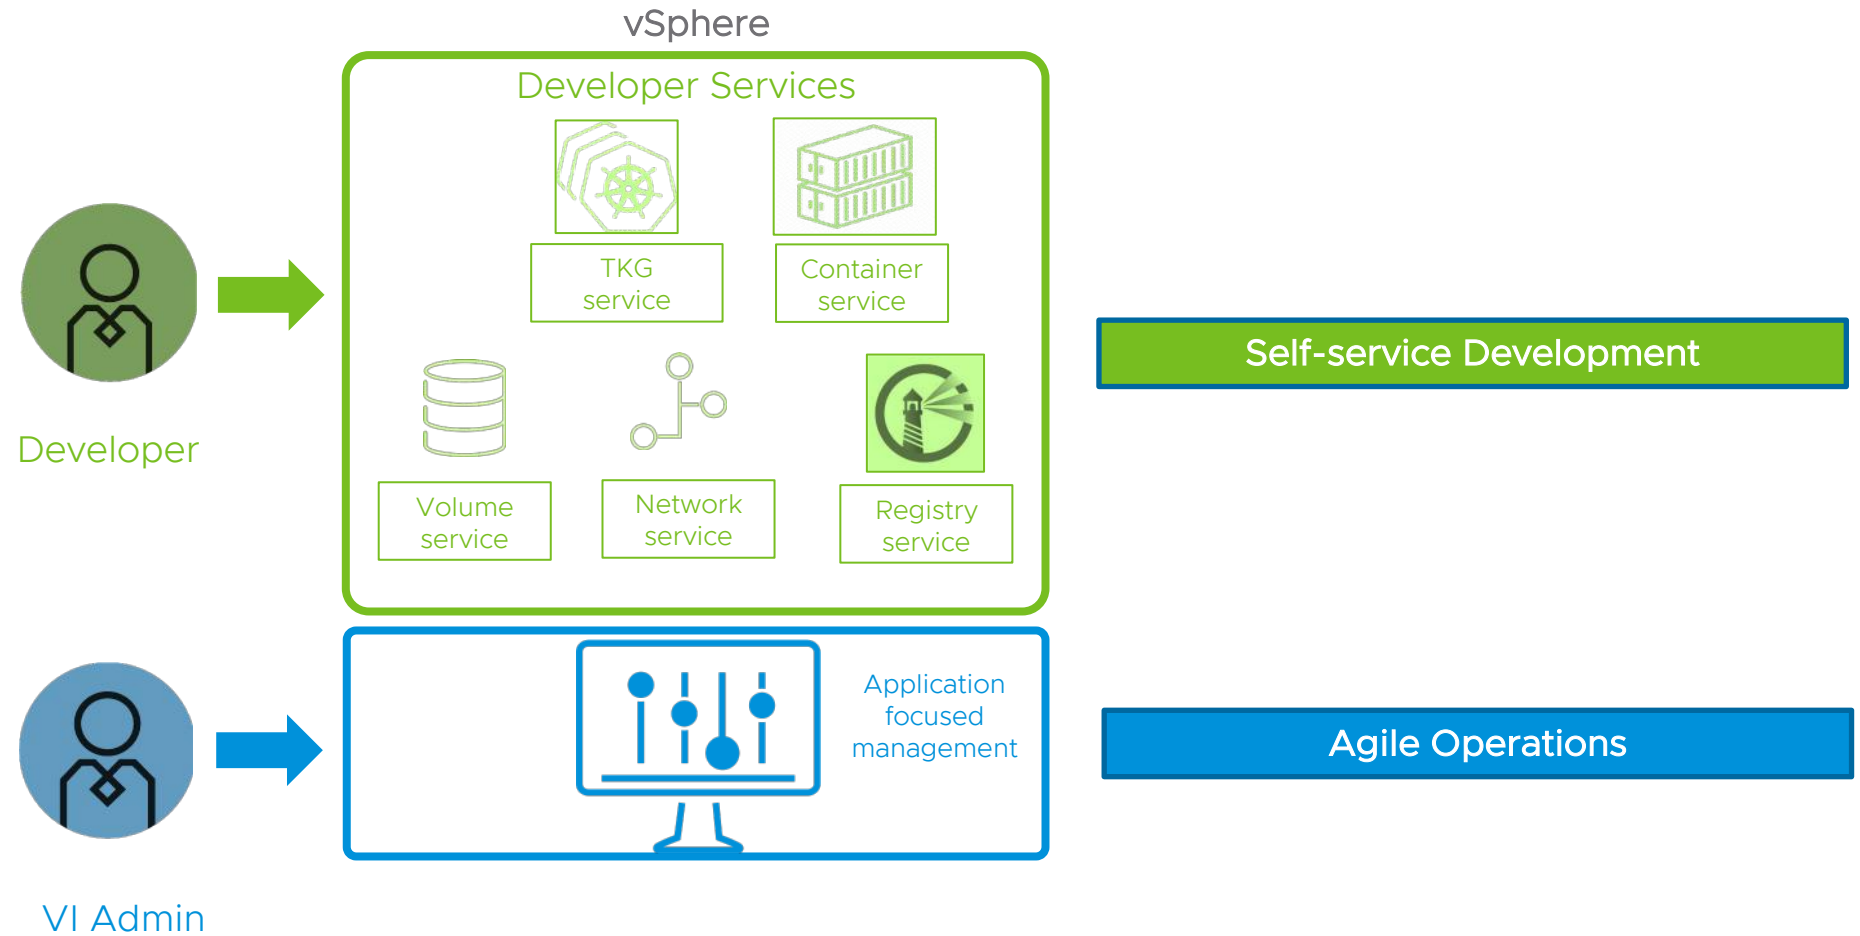 vSphere
Developer Services
TKG
service
Container
service
Volume
service
Network
service
Registry
service
Developer
Self-service Development
Application
focused
management
Agile Operations
VI Admin